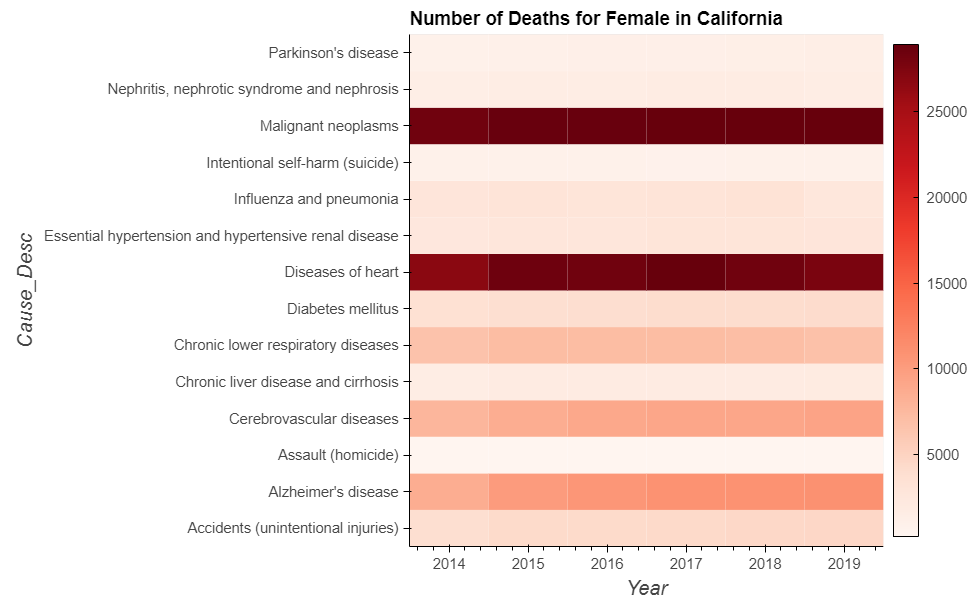 Number of Deaths for Female in California
Parkinson's disease
Nephritis, nephrotic syndrome and nephrosis
Malignant neoplasms
Intentional self-harm (suicide)
Influenza and pneumonia
Essential hypertension and hypertensive renal disease
Diseases of heart
Diabetes mellitus
Chronic lower respiratory diseases
Chronic liver disease and cirrhosis
Cerebrovascular diseases
Assault (homicide)
Alzheimer's disease
Accidents (unintentional injuries)
Cause_Desc
2014 2015 2016 2017 2018 2019
Year
25000
20000
15000
10000
5000